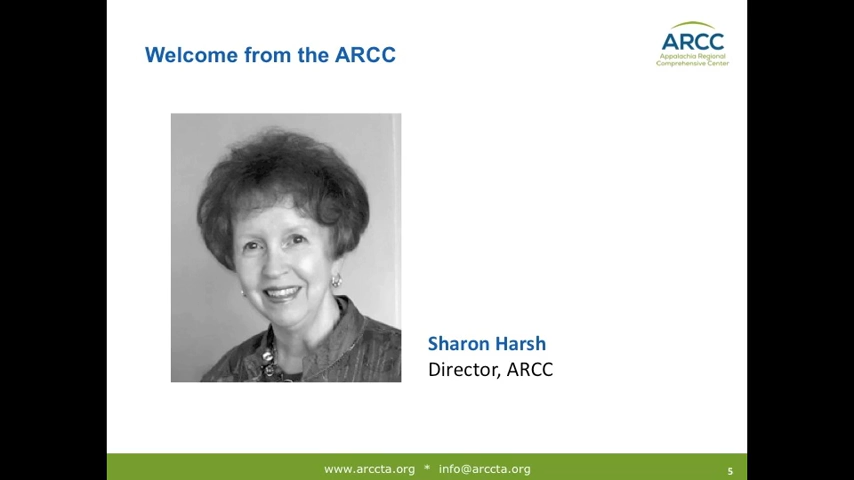 Welcome from the ARCC
ARCC
Appalachia Regional
Comprehensive Center
Sharon Harsh
Director, ARCC
www.arccta.org * info@arccta.org
5